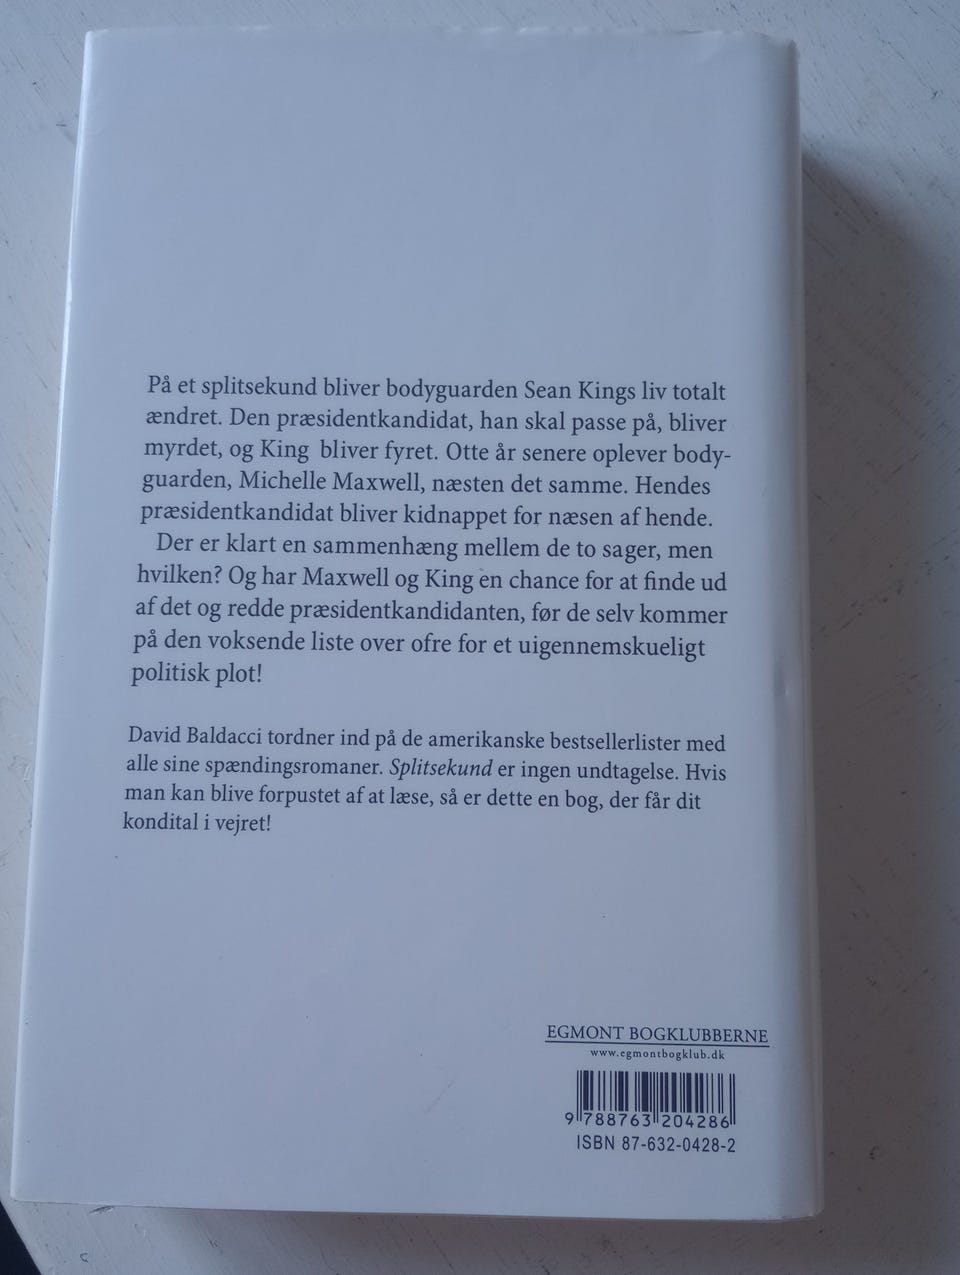 På et splitsekund bliver bodyguarden Sean Kings liv totalt
ændret. Den præsidentkandidat, han skal passe på, bliver
myrdet, og King bliver fyret. Otte år senere oplever body-
guarden, Michelle Maxwell, næsten det samme. Hendes
præsidentkandidat bliver kidnappet for næsen af hende.
Der er klart en sammenhæng mellem de to sager, men
hvilken? Og har Maxwell og King en chance for at finde ud
af det og redde præsidentkandidanten, før de selv kommer
på den voksende liste over ofre for et uigennemskueligt
politisk plot!
David Baldacci tordner ind på de amerikanske bestsellerlister med
alle sine spændingsromaner. Splitsekund er ingen undtagelse. Hvis
man kan blive forpustet af at læse, så er dette en bog, der får dit
kondital i vejret!
EGMONT BOGKLUBBERNE
www.egmontbogklub.dk
9 788763 204286
ISBN 87-632-0428-2